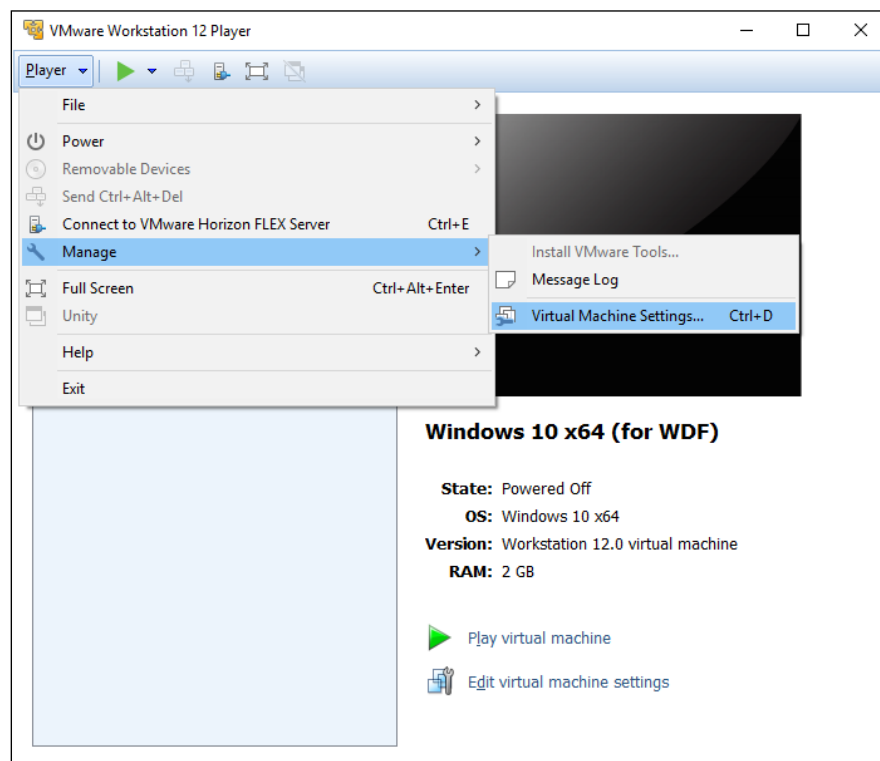 VMware Workstation 12 Player
Player
File
Power
Removable Devices
Send Ctrl+Alt+Del
Connect to VMware Horizon FLEX Server Ctrl+E
Manage
Install VMware Tools...
Message Log
Full Screen Ctrl+Alt+Enter
Virtual Machine Settings... Ctrl+D
Unity
Help
Exit
Windows 10 x64 (for WDF)
State: Powered Off
OS: Windows 10 x64
Version: Workstation 12.0 virtual machine
RAM: 2 GB
Play virtual machine
Edit virtual machine settings